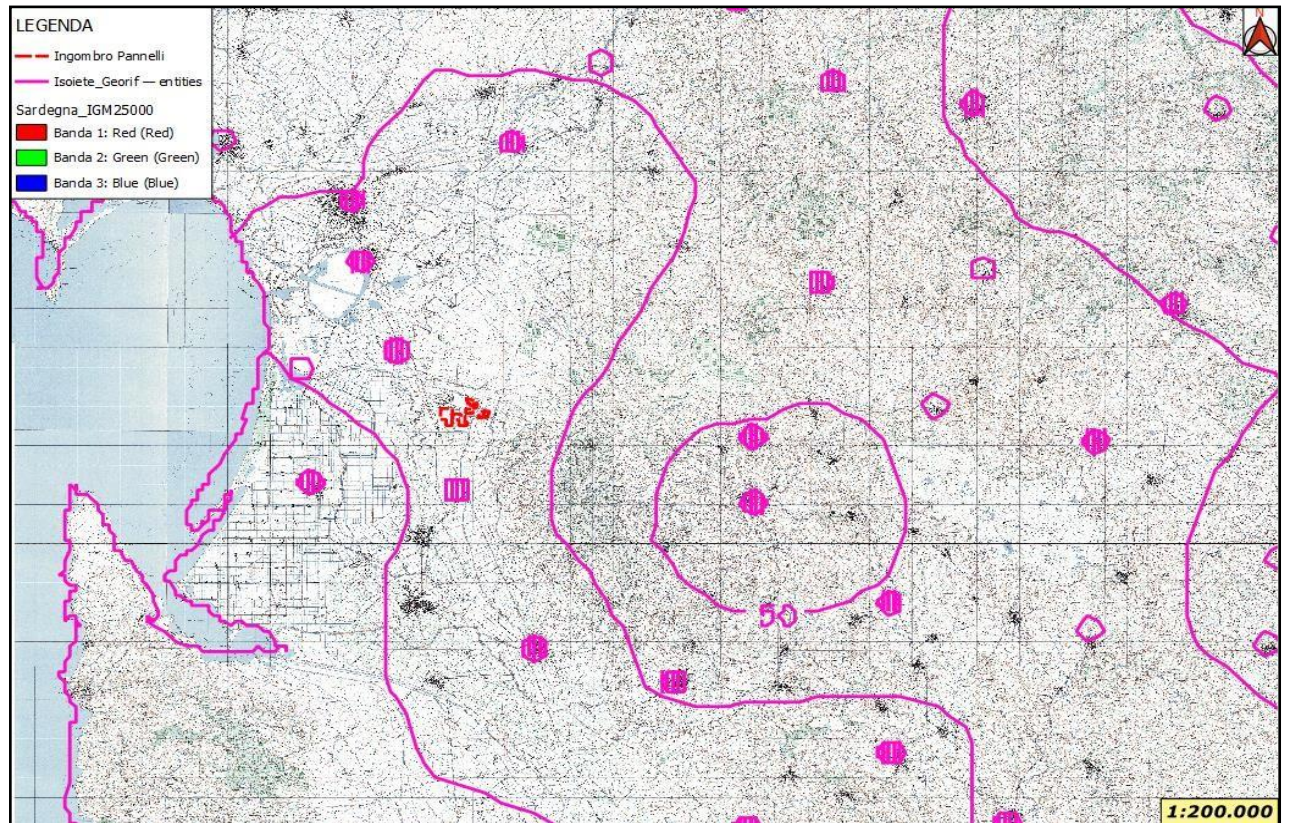 LEGENDA
Ingombro Pannelli
Isoiete_Georif — entities
Sardegna_IGM25000
Banda 1: Red (Red)
Banda 2: Green (Green)
Banda 3: Blue (Blue)
N
50
1:200.000